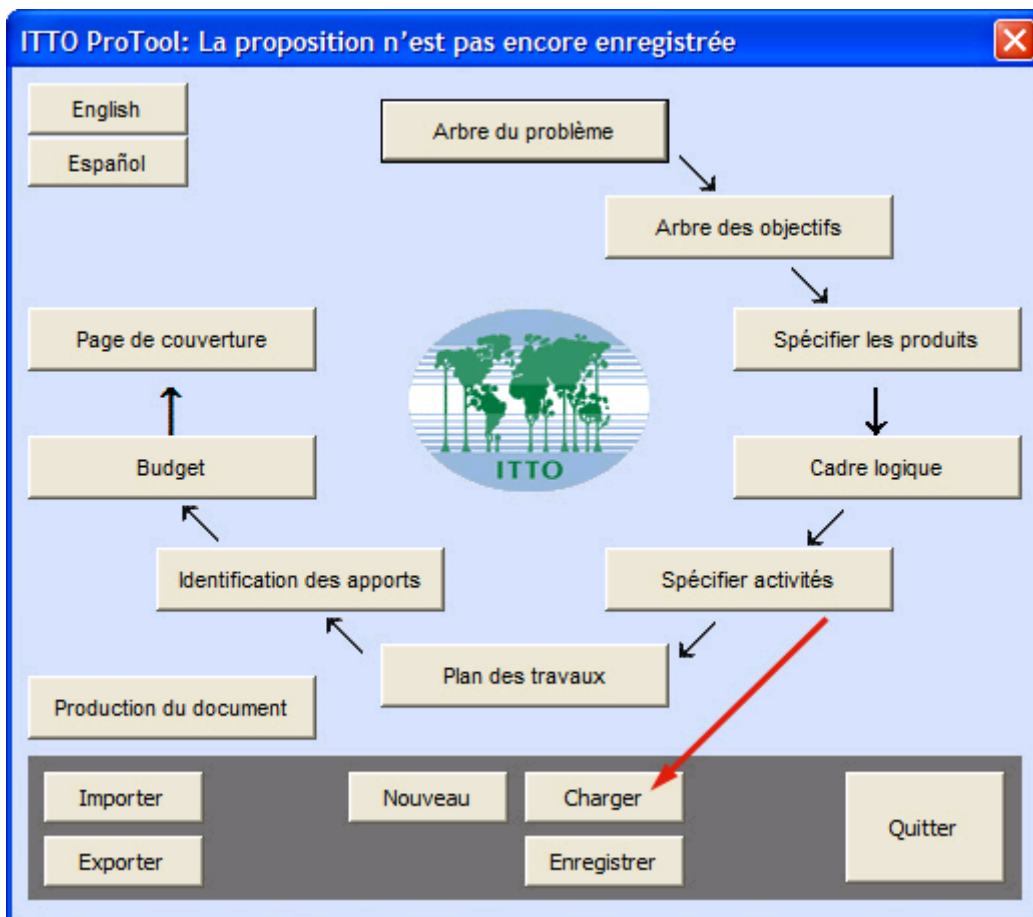 ITTO ProTool: La proposition n'est pas encore enregistrée
English
Español
Arbre du problème
Arbre des objectifs
Page de couverture
Spécifier les produits
ITTO
Budget
Cadre logique
Identification des apports
Spécifier activités
Plan des travaux
Production du document
Importer
Nouveau
Charger
Quitter
Exporter
Enregistrer